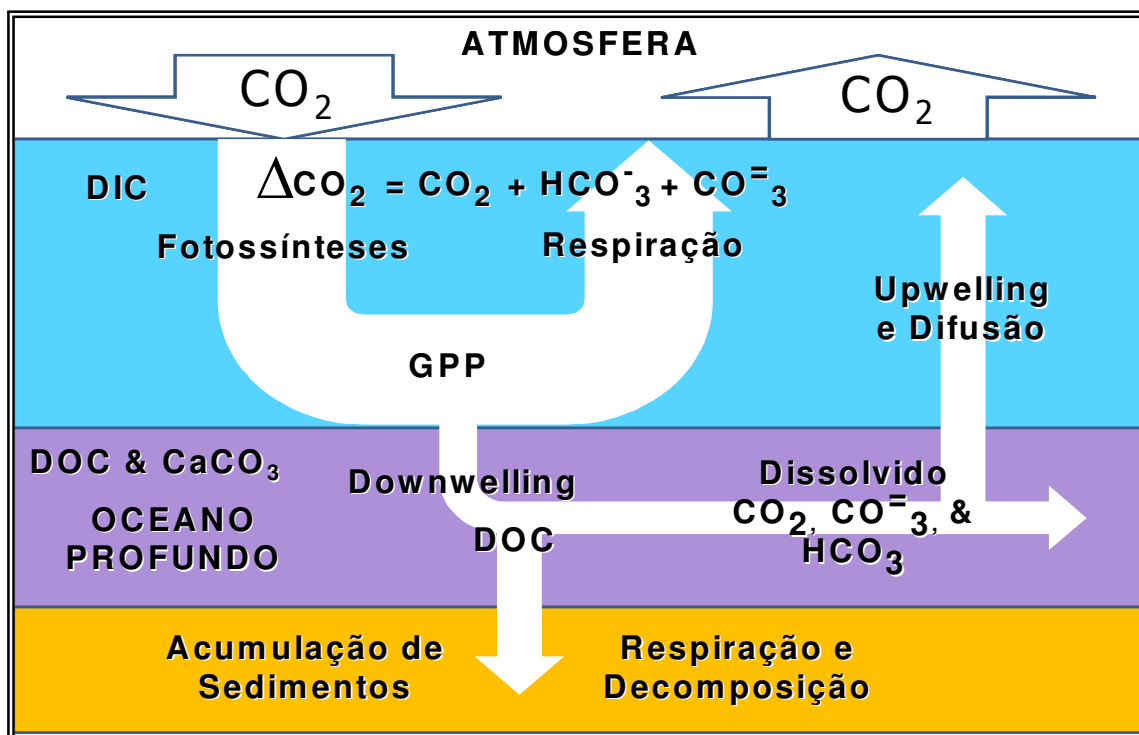 ATMOSFERA
CO₂
CO₂
DIC
ΔCO₂ = CO₂ + HCO⁻₃ + CO⁼₃
Fotossínteses
Respiração
Upwelling
e Difusão
GPP
DOC & CaCO₃
OCEANO
PROFUNDO
Downwelling
DOC
Dissolvido
CO₂, CO⁼₃, &
HCO₃
Acumulação de
Sedimentos
Respiração e
Decomposição